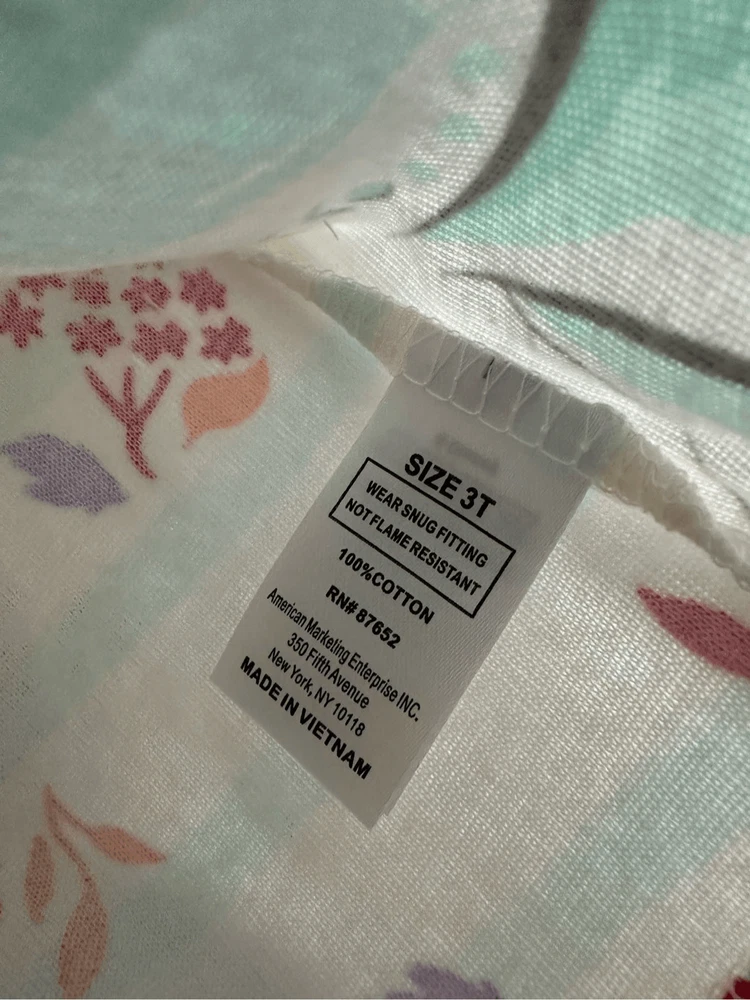 SIZE 3T
WEAR SNUG FITTING
NOT FLAME RESISTANT
100%COTTON
RN# 87652
American Marketing Enterprise INC.
350 Fifth Avenue
New York, NY 10118
MADE IN VIETNAM